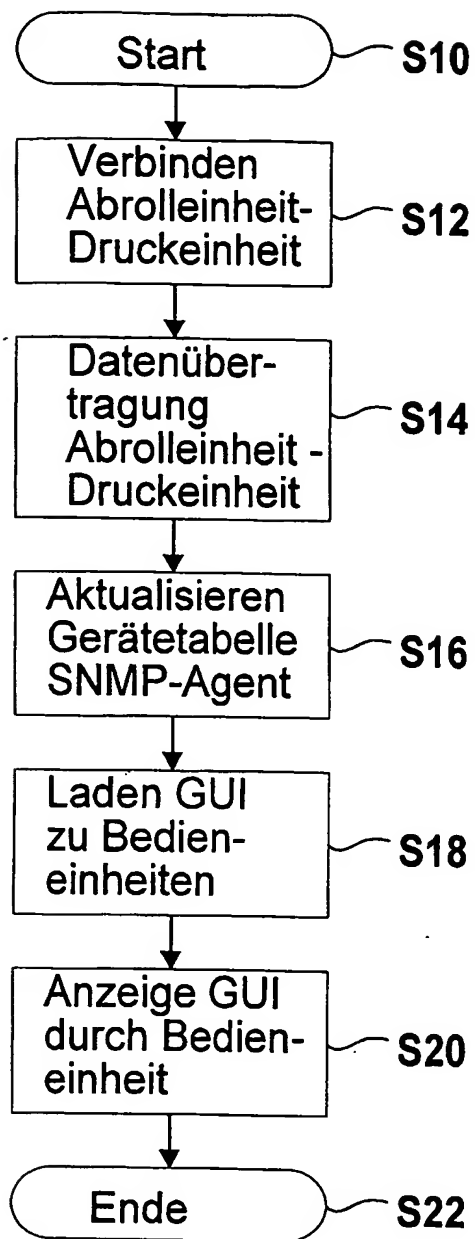 Start
S10
Verbinden
Abrolleinheit-
Druckeinheit
S12
Datenüber-
tragung
Abrolleinheit -
Druckeinheit
S14
Aktualisieren
Gerätetabelle
SNMP-Agent
S16
Laden GUI
zu Bedien-
einheiten
S18
Anzeige GUI
durch Bedien-
einheit
S20
Ende
S22